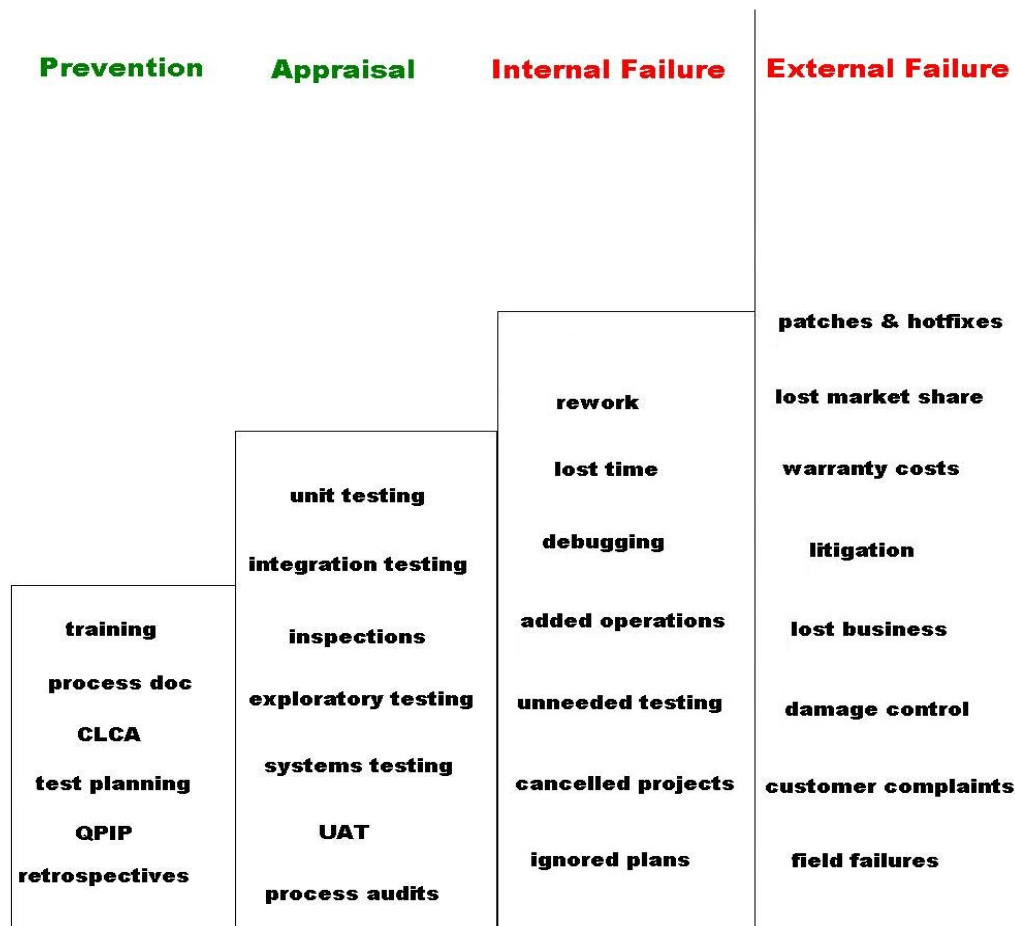 Prevention
Appraisal
Internal Failure
External Failure
training
process doc
CLCA
test planning
QPIP
retrospectives
unit testing
integration testing
inspections
exploratory testing
systems testing
UAT
process audits
rework
lost time
debugging
added operations
unneeded testing
cancelled projects
ignored plans
patches & hotfixes
lost market share
warranty costs
litigation
lost business
damage control
customer complaints
field failures